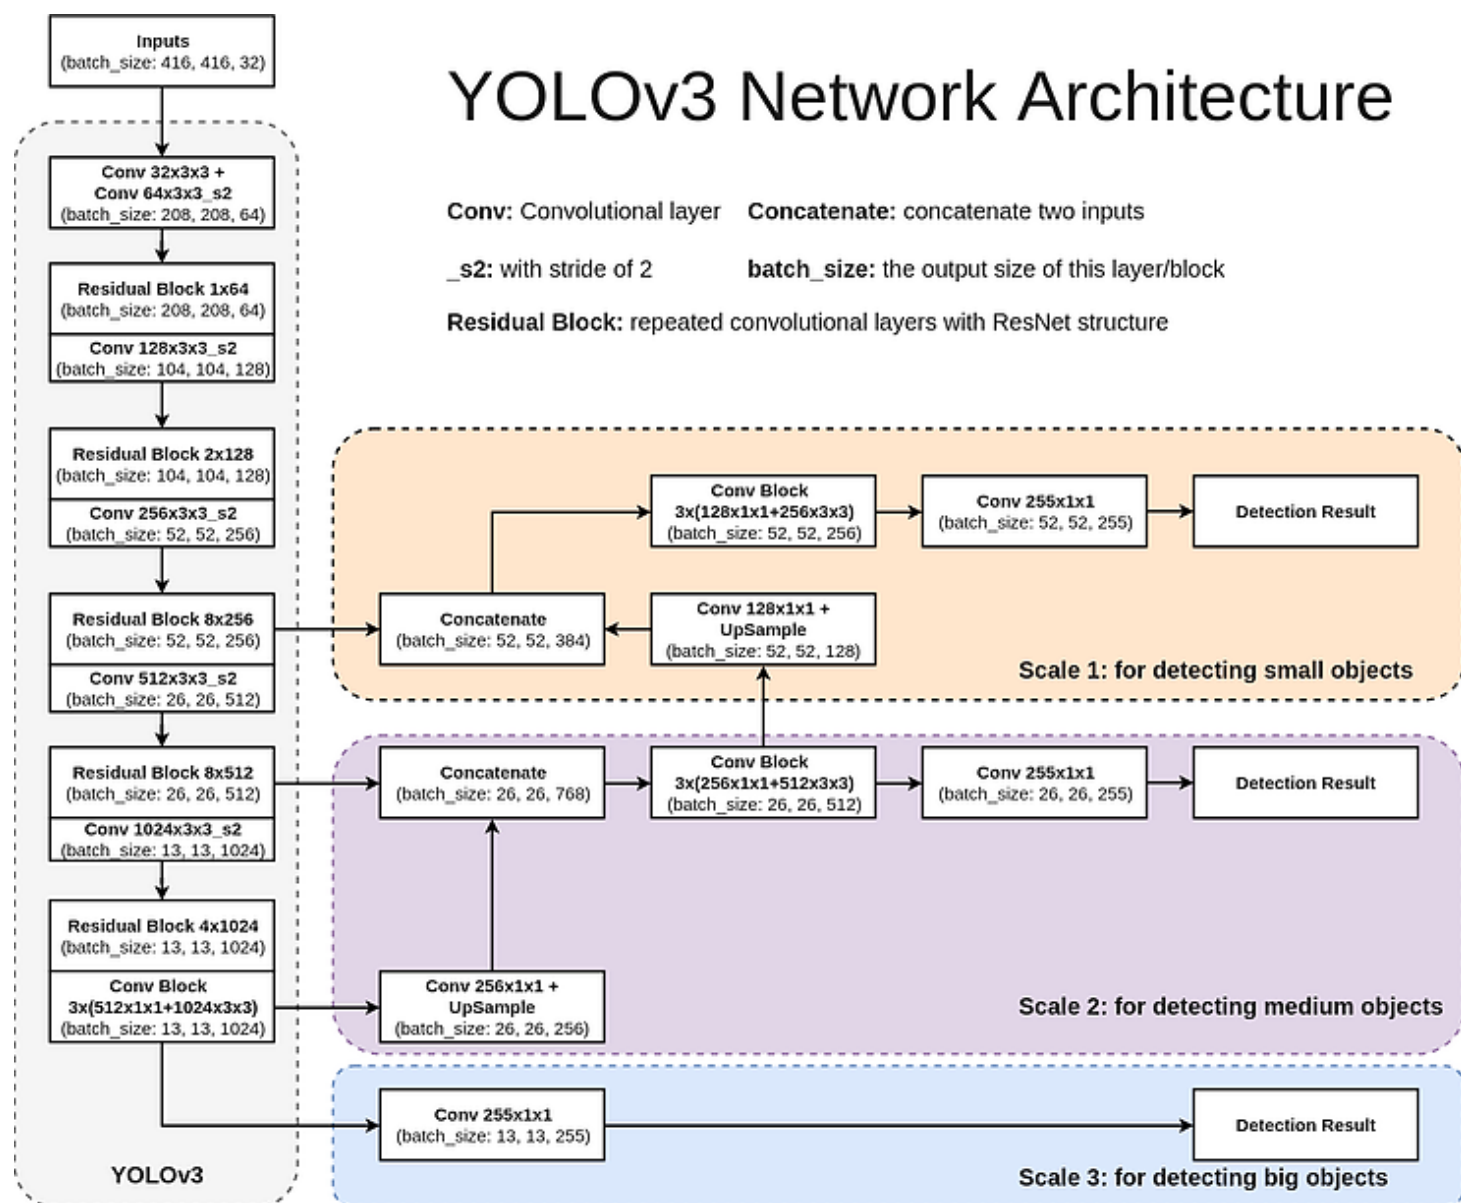 Inputs
(batch_size: 416, 416, 32)
YOLOv3 Network Architecture
Conv: Convolutional layer
Concatenate: concatenate two inputs
_s2: with stride of 2
batch_size: the output size of this layer/block
Residual Block: repeated convolutional layers with ResNet structure
Conv 32x3x3 +
Conv 64x3x3_s2
(batch_size: 208, 208, 64)
Residual Block 1x64
(batch_size: 208, 208, 64)
Conv 128x3x3_s2
(batch_size: 104, 104, 128)
Residual Block 2x128
(batch_size: 104, 104, 128)
Conv 256x3x3_s2
(batch_size: 52, 52, 256)
Residual Block 8x256
(batch_size: 52, 52, 256)
Conv 512x3x3_s2
(batch_size: 26, 26, 512)
Residual Block 8x512
(batch_size: 26, 26, 512)
Conv 1024x3x3_s2
(batch_size: 13, 13, 1024)
Residual Block 4x1024
(batch_size: 13, 13, 1024)
Conv Block
3x(512x1x1+1024x3x3)
(batch_size: 13, 13, 1024)
YOLOv3
Conv Block
3x(128x1x1+256x3x3)
(batch_size: 52, 52, 256)
Conv 255x1x1
(batch_size: 52, 52, 255)
Detection Result
Concatenate
(batch_size: 52, 52, 384)
Conv 128x1x1 +
UpSample
(batch_size: 52, 52, 128)
Scale 1: for detecting small objects
Concatenate
(batch_size: 26, 26, 768)
Conv Block
3x(256x1x1+512x3x3)
(batch_size: 26, 26, 512)
Conv 255x1x1
(batch_size: 26, 26, 255)
Detection Result
Conv 256x1x1 +
UpSample
(batch_size: 26, 26, 256)
Scale 2: for detecting medium objects
Conv 255x1x1
(batch_size: 13, 13, 255)
Detection Result
Scale 3: for detecting big objects